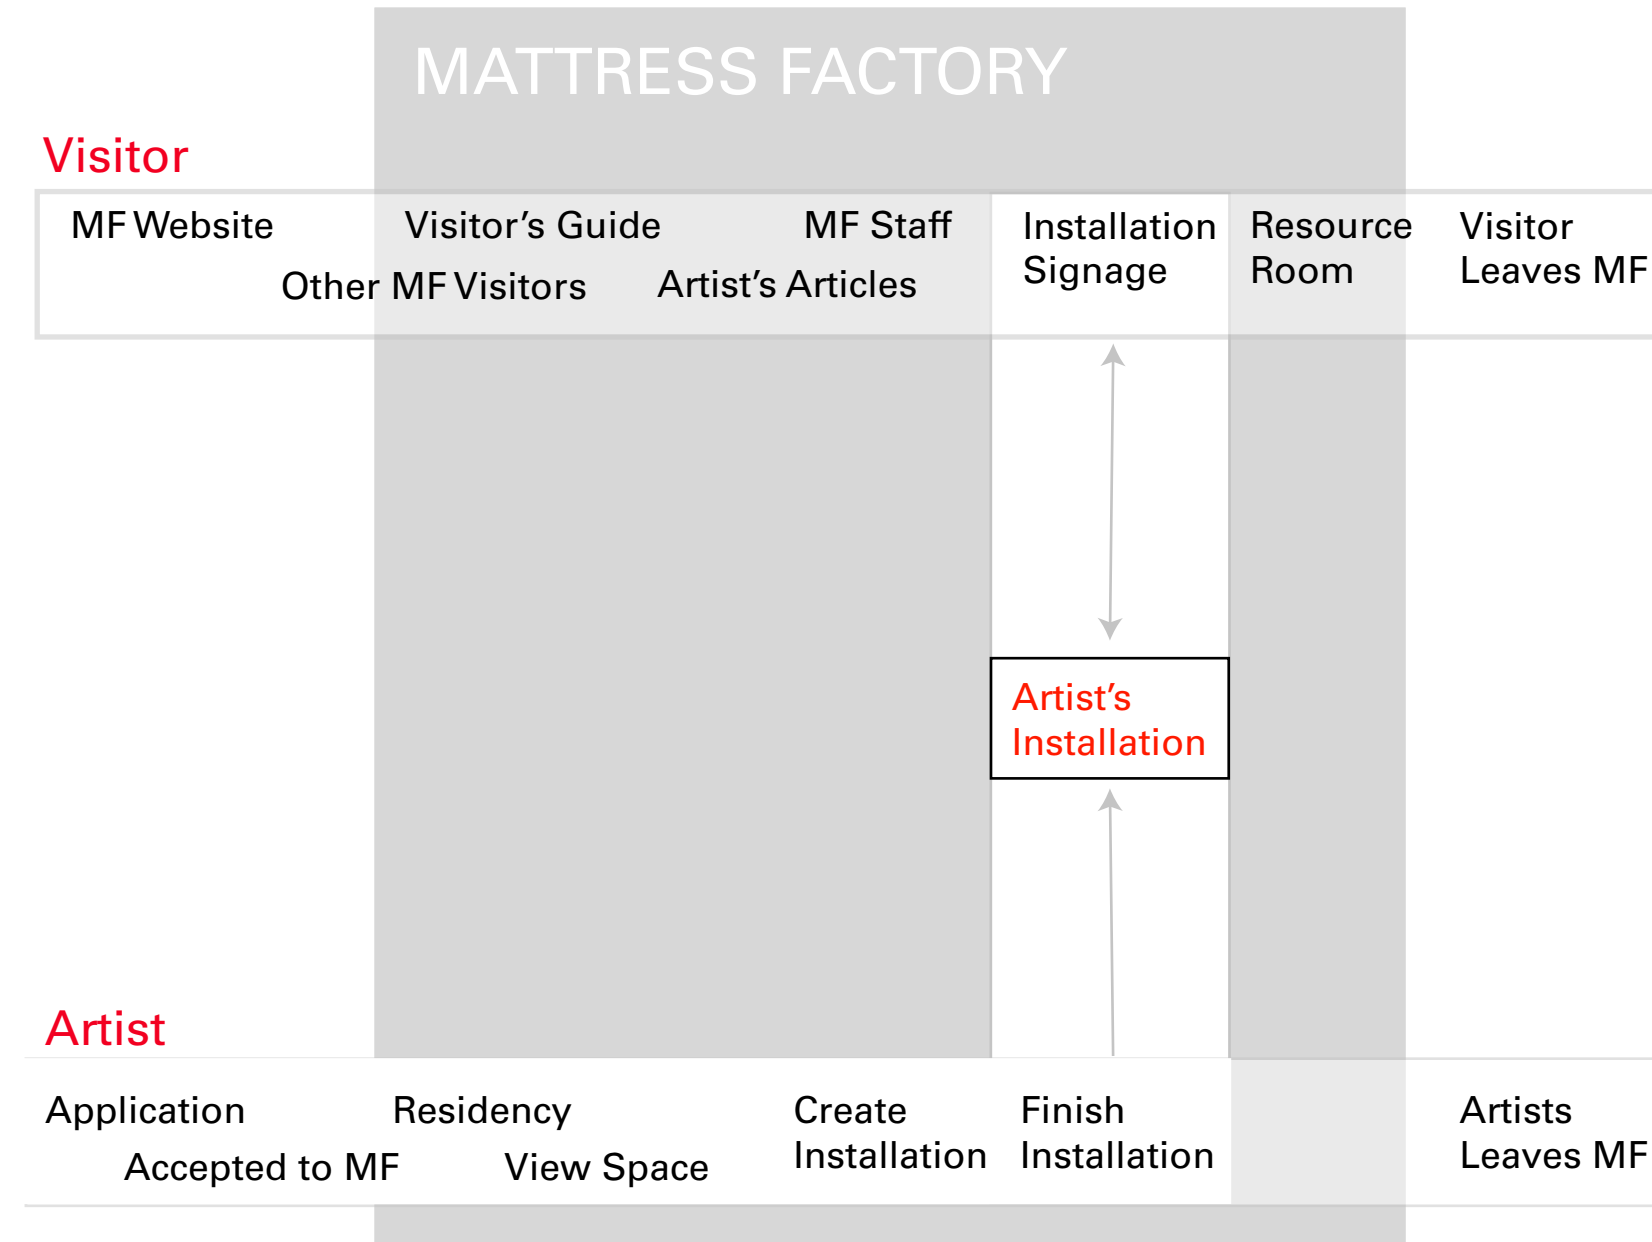 MATTRESS FACTORY
Visitor
MF Website
Visitor’s Guide
MF Staff
Other MF Visitors
Artist’s Articles
Installation
Signage
Resource
Room
Visitor
Leaves MF
Artist’s
Installation
Artist
Application
Accepted to MF
Residency
View Space
Create
Installation
Finish
Installation
Artists
Leaves MF